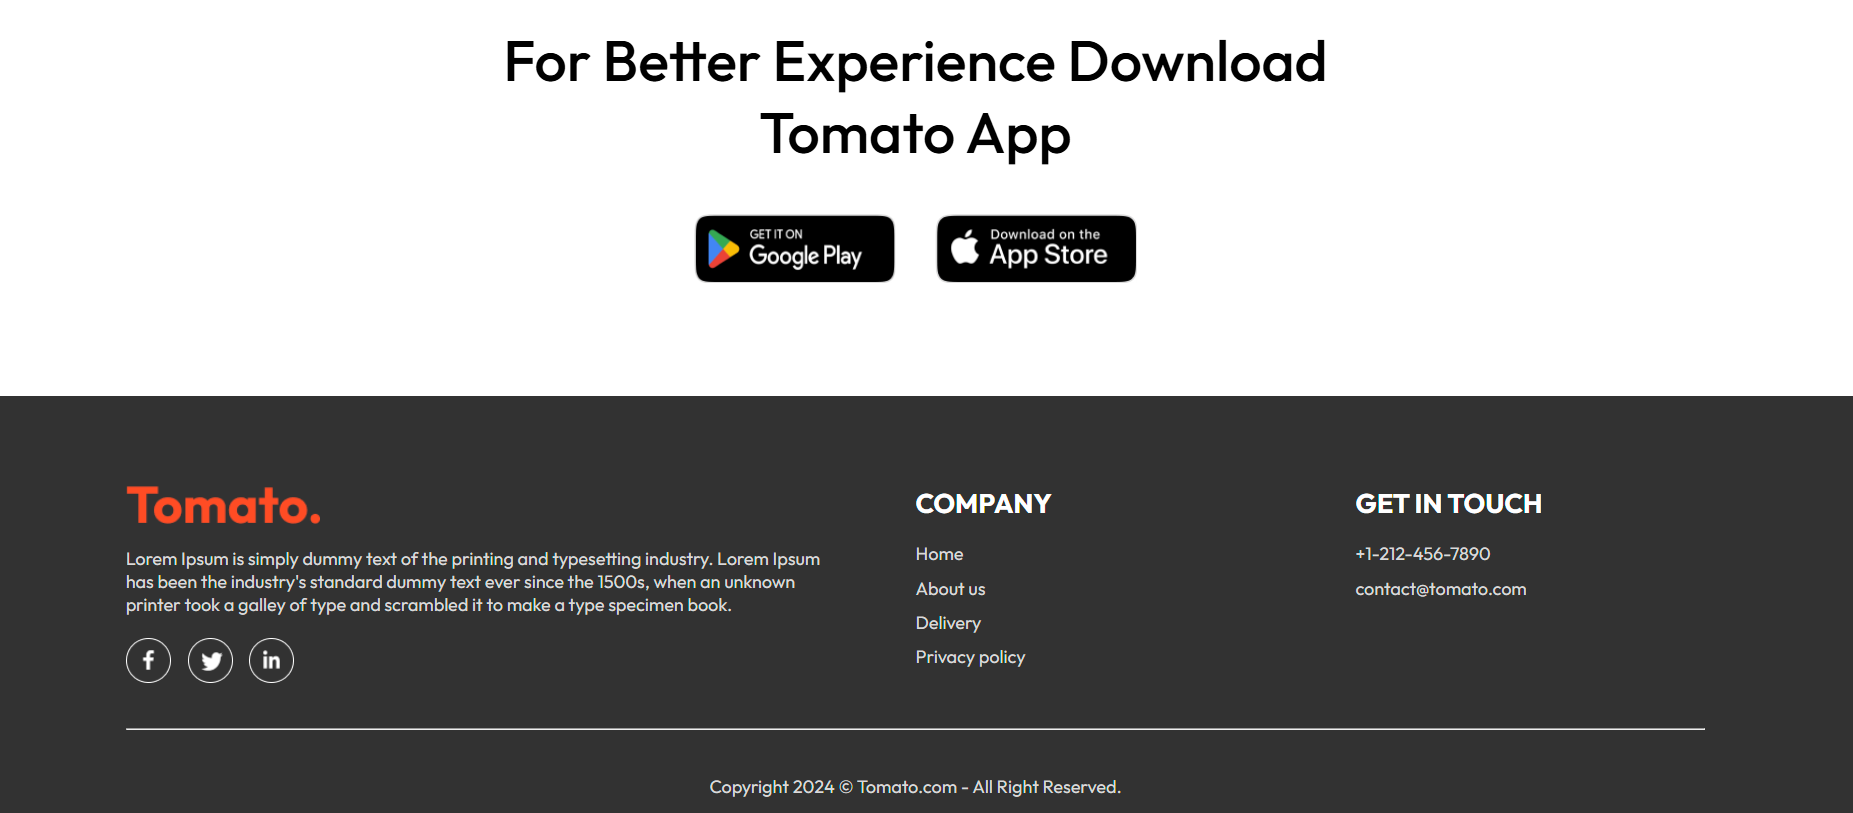 For Better Experience Download
Tomato App
GET IT ON
Google Play
Download on the
App Store
Tomato.
Lorem Ipsum is simply dummy text of the printing and typesetting industry. Lorem Ipsum
has been the industry's standard dummy text ever since the 1500s, when an unknown
printer took a galley of type and scrambled it to make a type specimen book.
f
in
COMPANY
Home
About us
Delivery
Privacy policy
GET IN TOUCH
+1-212-456-7890
contact@tomato.com
Copyright 2024 © Tomato.com - All Right Reserved.